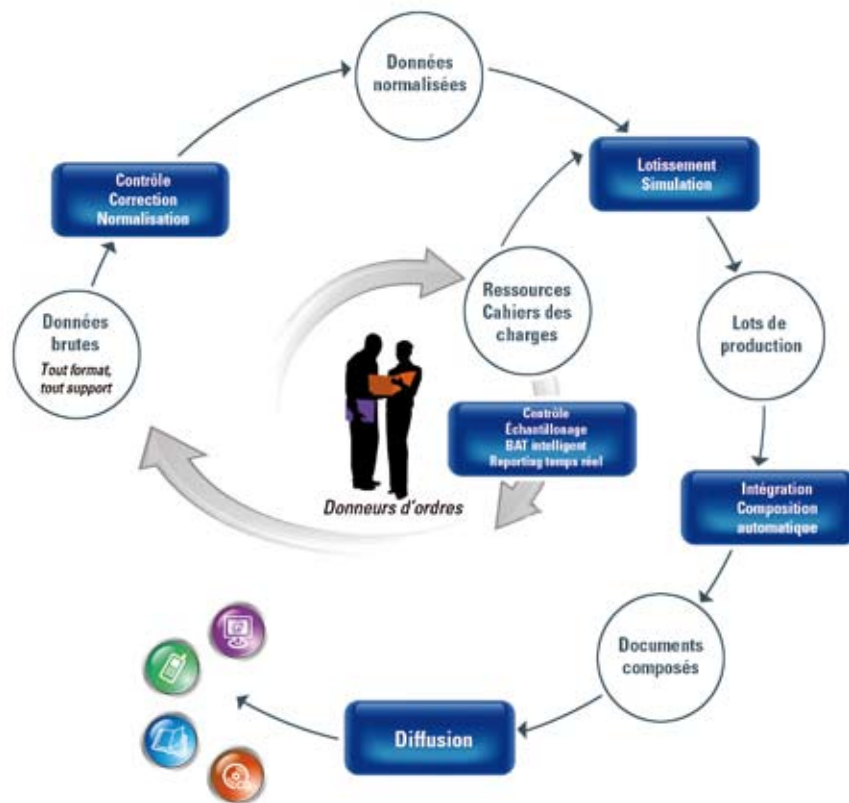 Données
normalisées
Contrôle
Correction
Normalisation
Lotissement
Simulation
Données
brutes
Tout format,
tout support
Ressources
Cahiers des
charges
Lots de
production
Contrôle
Échantillonage
BAT intelligent
Reporting temps réel
Donneurs d'ordres
Intégration
Composition
automatique
Documents
composés
Diffusion